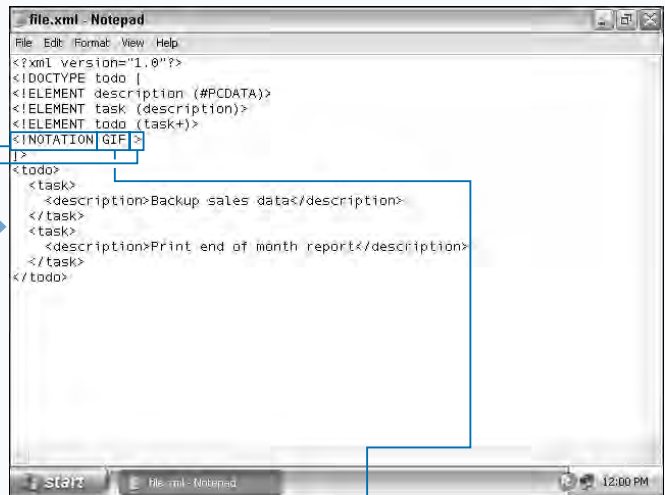 file.xml - Notepad
File Edit Format View Help
<?xml version="1.0"?>
<!DOCTYPE todo [
<!ELEMENT description (#PCDATA)>
<!ELEMENT task (description)>
<!ELEMENT todo (task+)>
<!NOTATION GIF >
]>
<todo>
<task>
<description>Backup sales data</description>
</task>
<task>
<description>Print end of month report</description>
</task>
</todo>
start file.xml - Notepad 12:00 PM